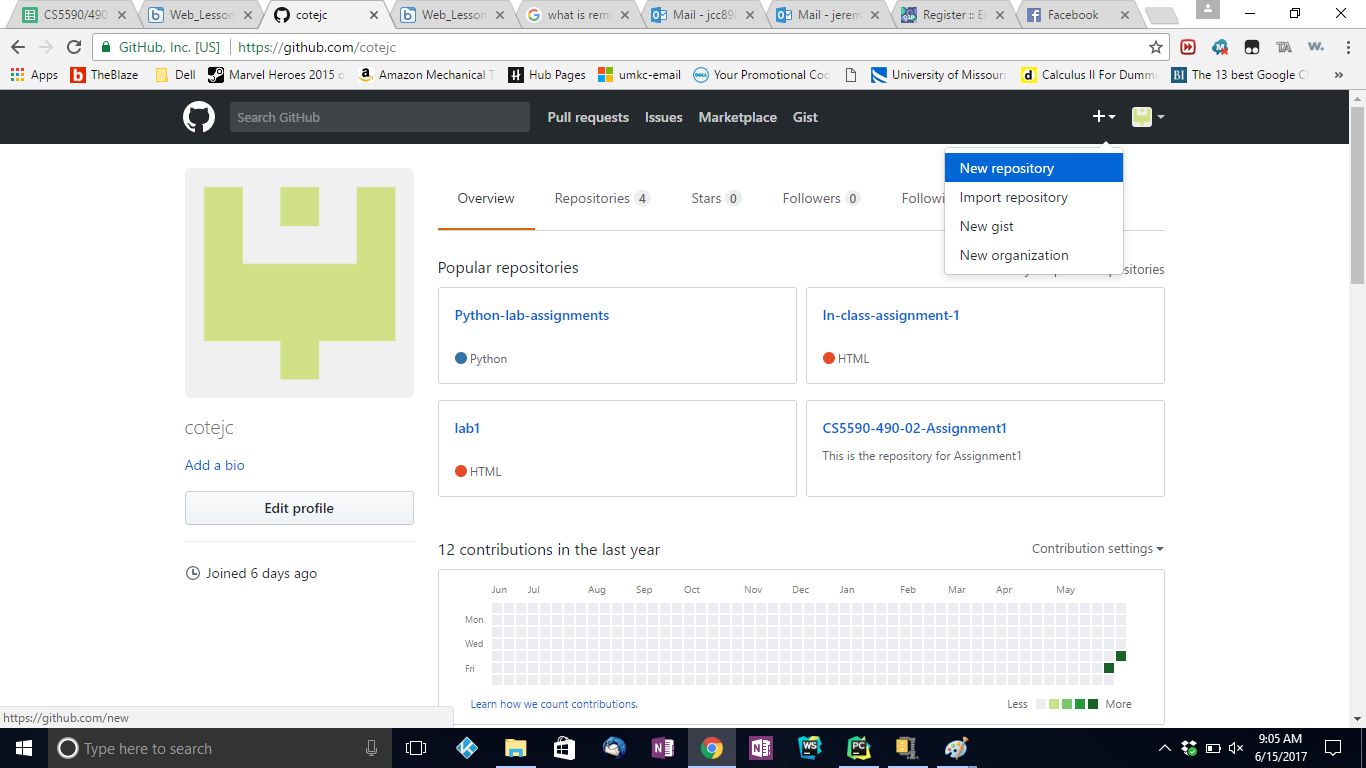 CS5590/490 Web_Lesson cotejc Web_Lesson what is rem Mail - jcc89 Mail - jerem Register :: E Facebook
GitHub, Inc. [US] https://github.com/cotejc
Apps TheBlaze Dell Marvel Heroes 2015 Amazon Mechanical T Hub Pages umkc-email Your Promotional Co University of Missouri Calculus II For Dumm The 13 best Google C »
Search GitHub Pull requests Issues Marketplace Gist
New repository
Import repository
New gist
New organization
Overview Repositories 4 Stars 0 Followers 0 Followi
Popular repositories sitories
Python-lab-assignments
Python
In-class-assignment-1
HTML
lab1
HTML
CS5590-490-02-Assignment1
This is the repository for Assignment1
cotejc
Add a bio
Edit profile
Joined 6 days ago
12 contributions in the last year Contribution settings
Jun Jul Aug Sep Oct Nov Dec Jan Feb Mar Apr May
Mon
Wed
Fri
Learn how we count contributions. Less More
https://github.com/new
Type here to search
9:05 AM
6/15/2017